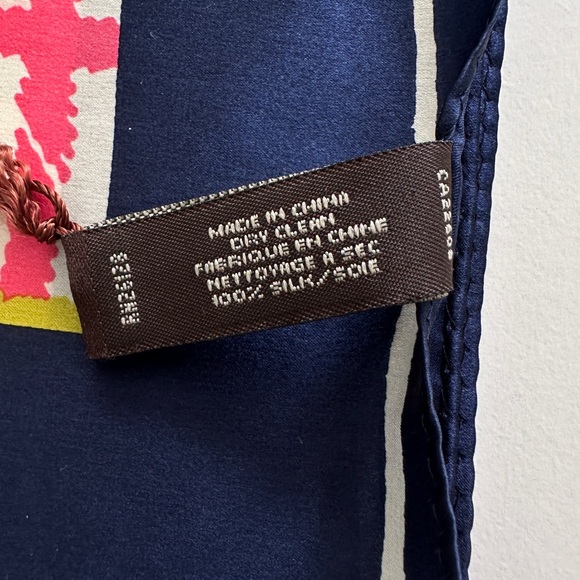 MADE IN CHINA
DRY CLEAN
FABRIQUE EN CHINE
NETTOYAGE A SEC
100% SILK/SOIE